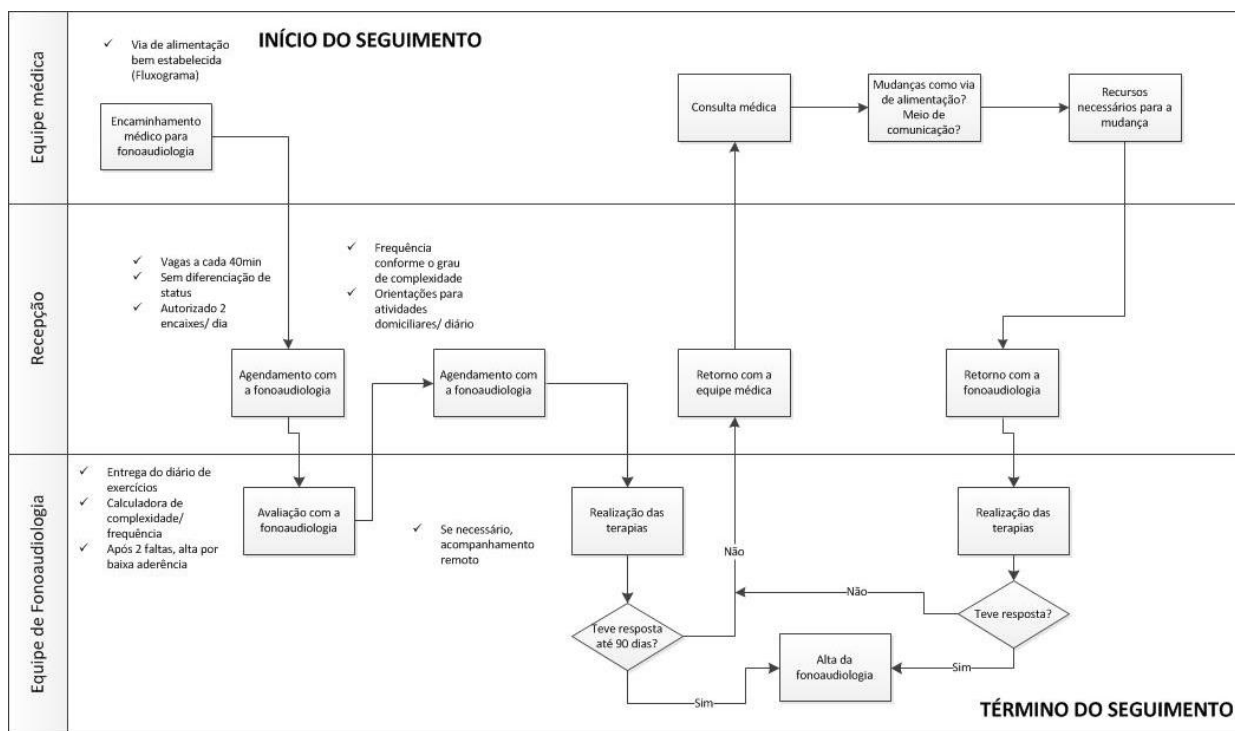 INÍCIO DO SEGUIMENTO
Equipe médica
✓ Via de alimentação
bem estabelecida
(Fluxograma)
Encaminhamento
médico para
fonoaudiologia
Consulta médica
Mudanças como via
de alimentação?
Meio de
comunicação?
Recursos
necessários para a
mudança
Recepção
✓ Vagas a cada 40min
✓ Sem diferenciação de
status
✓ Autorizado 2
encaixes/ dia
✓ Frequência
conforme o grau
de complexidade
✓ Orientações para
atividades
domiciliares/ diário
Agendamento com
a fonoaudiologia
Agendamento com
a fonoaudiologia
Retorno com a
equipe médica
Retorno com a
fonoaudiologia
Equipe de Fonoaudiologia
✓ Entrega do diário de
exercícios
✓ Calculadora de
complexidade/
frequência
✓ Após 2 faltas, alta por
baixa aderência
Avaliação com a
fonoaudiologia
✓ Se necessário,
acompanhamento
remoto
Realização das
terapias
Não
Realização das
terapias
Não
Teve resposta
até 90 dias?
Teve resposta?
Alta da
fonoaudiologia
Sim
Sim
TÉRMINO DO SEGUIMENTO